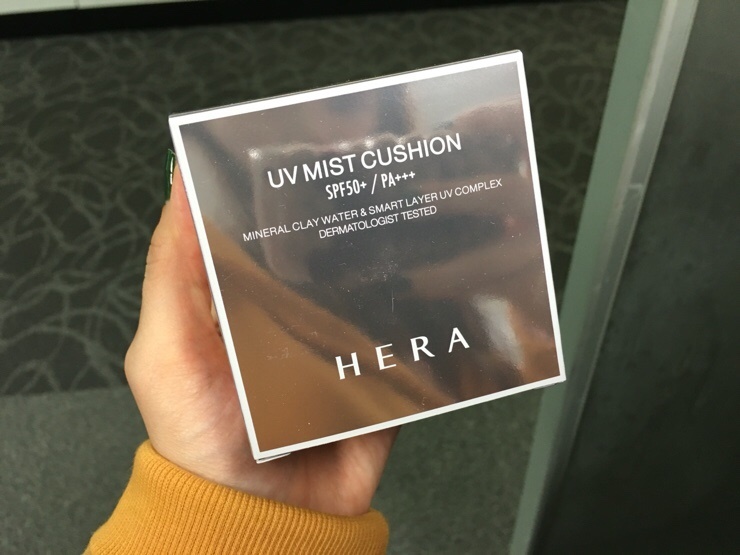 UV MIST CUSHION
SPF50+ / PA+++
MINERAL CLAY WATER & SMART LAYER UV COMPLEX
DERMATOLOGIST TESTED
HERA